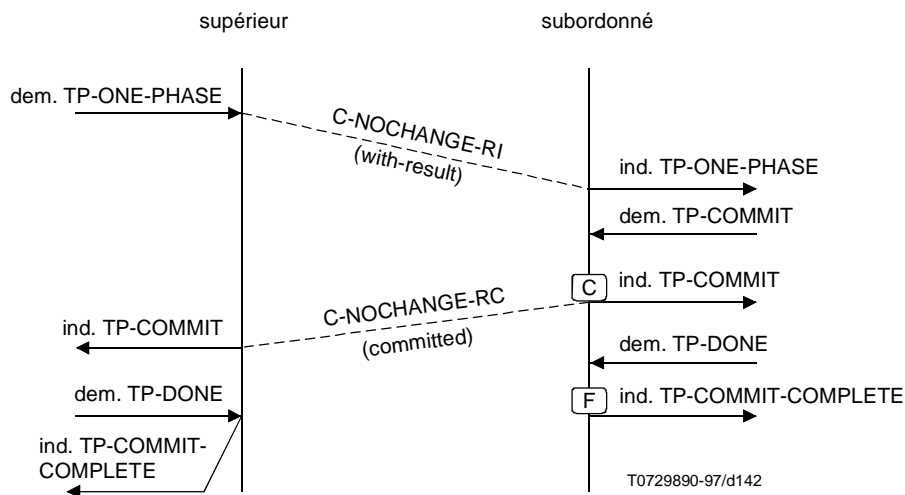 supérieur
subordonné
dem. TP-ONE-PHASE
C-NOCHANGE-RI
(with-result)
ind. TP-ONE-PHASE
dem. TP-COMMIT
C
ind. TP-COMMIT
C-NOCHANGE-RC
(committed)
ind. TP-COMMIT
dem. TP-DONE
dem. TP-DONE
F
ind. TP-COMMIT-COMPLETE
ind. TP-COMMIT-
COMPLETE
T0729890-97/d142